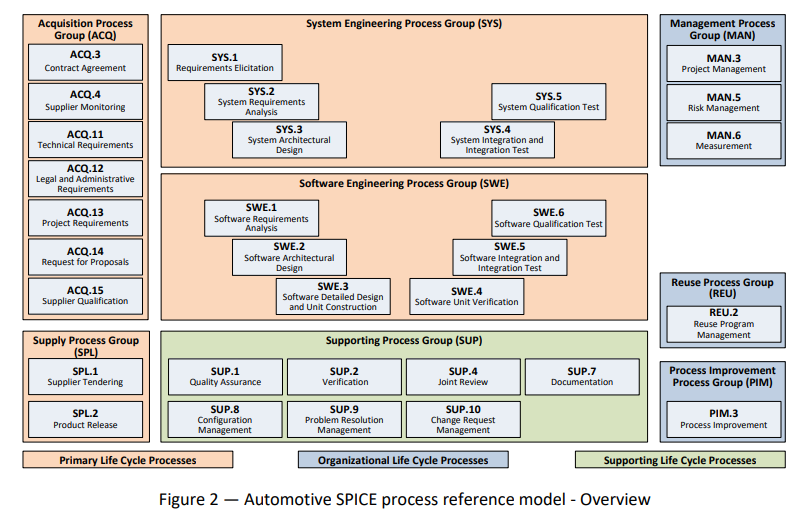 Acquisition Process
Group (ACQ)
ACQ.3
Contract Agreement
ACQ.4
Supplier Monitoring
ACQ.11
Technical Requirements
ACQ.12
Legal and Administrative
Requirements
ACQ.13
Project Requirements
ACQ.14
Request for Proposals
ACQ.15
Supplier Qualification
System Engineering Process Group (SYS)
SYS.1
Requirements Elicitation
SYS.2
System Requirements
Analysis
SYS.3
System Architectural
Design
SYS.5
System Qualification Test
SYS.4
System Integration and
Integration Test
Management Process
Group (MAN)
MAN.3
Project Management
MAN.5
Risk Management
MAN.6
Measurement
Software Engineering Process Group (SWE)
SWE.1
Software Requirements
Analysis
SWE.2
Software Architectural
Design
SWE.3
Software Detailed Design
and Unit Construction
SWE.6
Software Qualification Test
SWE.5
Software Integration and
Integration Test
SWE.4
Software Unit Verification
Reuse Process Group
(REU)
REU.2
Reuse Program
Management
Supply Process Group
(SPL)
SPL.1
Supplier Tendering
SPL.2
Product Release
Supporting Process Group (SUP)
SUP.1
Quality Assurance
SUP.2
Verification
SUP.4
Joint Review
SUP.7
Documentation
SUP.8
Configuration
Management
SUP.9
Problem Resolution
Management
SUP.10
Change Request
Management
Process Improvement
Process Group (PIM)
PIM.3
Process Improvement
Primary Life Cycle Processes
Organizational Life Cycle Processes
Supporting Life Cycle Processes
Figure 2 — Automotive SPICE process reference model - Overview